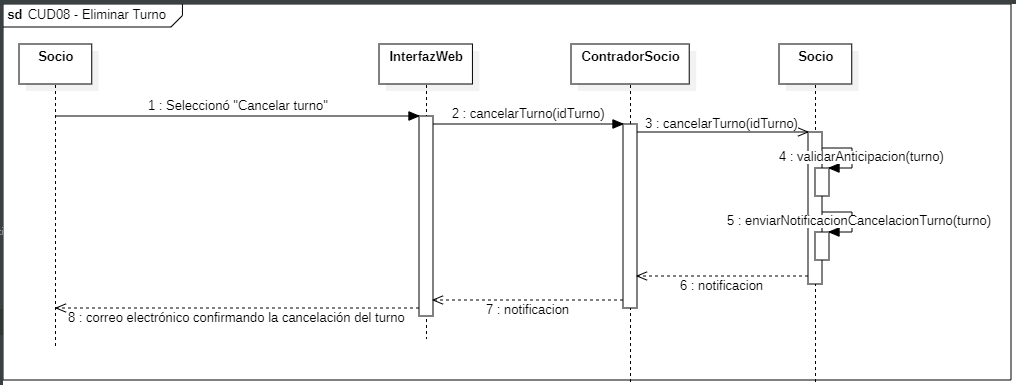 sd CUD08 - Eliminar Turno
Socio
InterfazWeb
ContradorSocio
Socio
1 : Seleccionó "Cancelar turno"
2 : cancelarTurno(idTurno)
3 : cancelarTurno(idTurno)
4 : validarAnticipacion(turno)
5 : enviarNotificacionCancelacionTurno(turno)
6 : notificacion
7 : notificacion
8 : correo electrónico confirmando la cancelación del turno